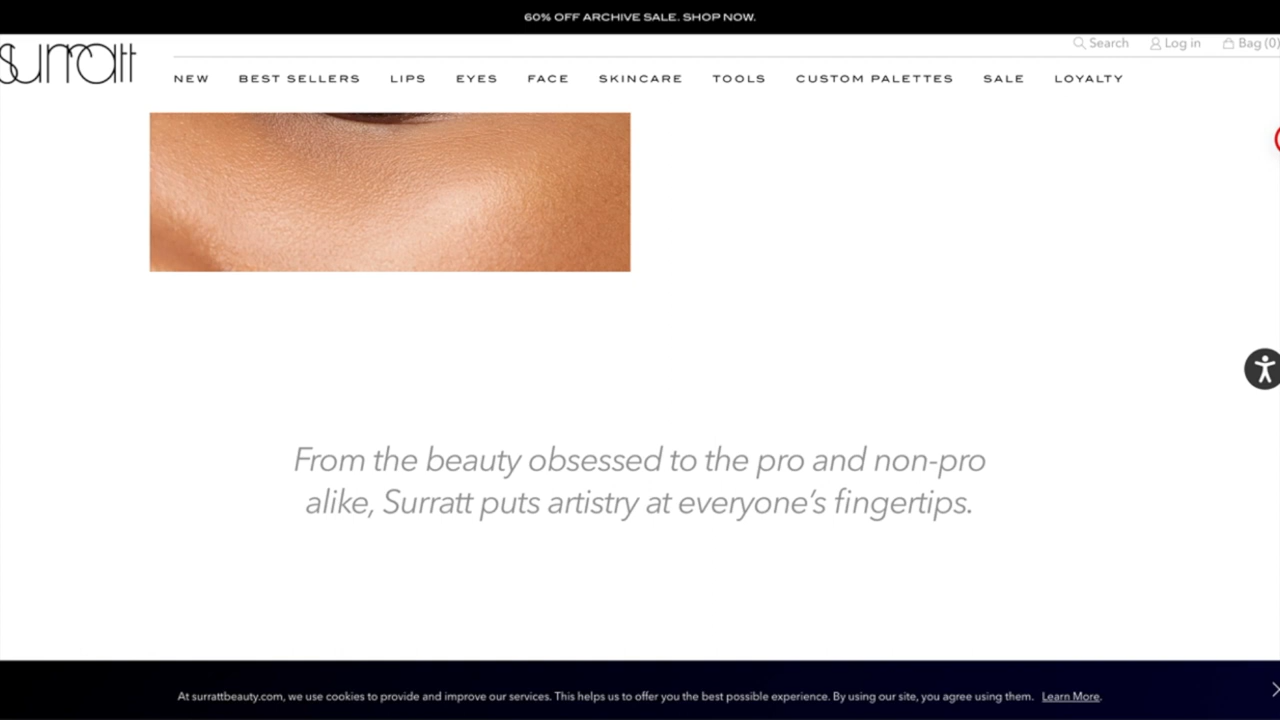 60% OFF ARCHIVE SALE. SHOP NOW.
surratt
Search Log in Bag (0)
NEW BEST SELLERS LIPS EYES FACE SKINCARE TOOLS CUSTOM PALETTES SALE LOYALTY
From the beauty obsessed to the pro and non-pro
alike, Surratt puts artistry at everyone’s fingertips.
At surrattbeauty.com, we use cookies to provide and improve our services. This helps us to offer you the best possible experience. By using our site, you agree using them. Learn More.